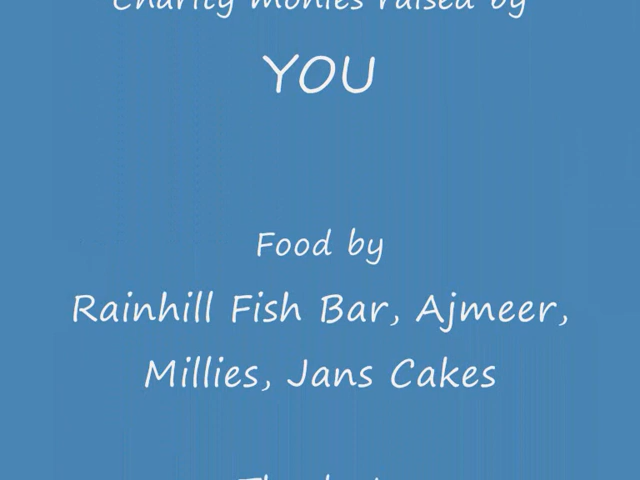 Charity monies raised by
YOU
Food by
Rainhill Fish Bar, Ajmeer,
Millies, Jans Cakes